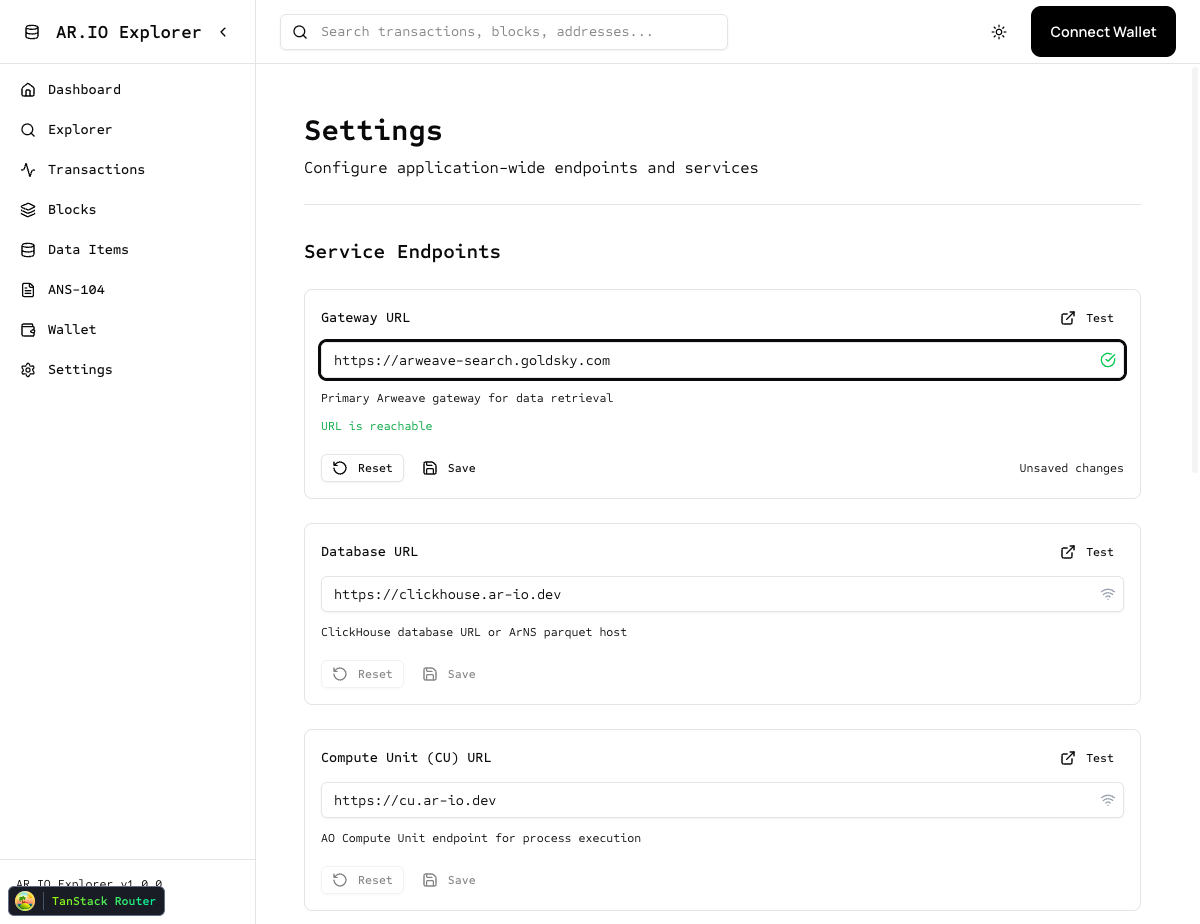 AR.IO Explorer
Search transactions, blocks, addresses...
Connect Wallet
Dashboard
Explorer
Transactions
Blocks
Data Items
ANS-104
Wallet
Settings
AR.IO Explorer v1.0.0
TanStack Router
Settings
Configure application-wide endpoints and services
Service Endpoints
Gateway URL
Test
https://arweave-search.goldsky.com
Primary Arweave gateway for data retrieval
URL is reachable
Reset
Save
Unsaved changes
Database URL
Test
https://clickhouse.ar-io.dev
ClickHouse database URL or ArNS parquet host
Reset
Save
Compute Unit (CU) URL
Test
https://cu.ar-io.dev
AO Compute Unit endpoint for process execution
Reset
Save